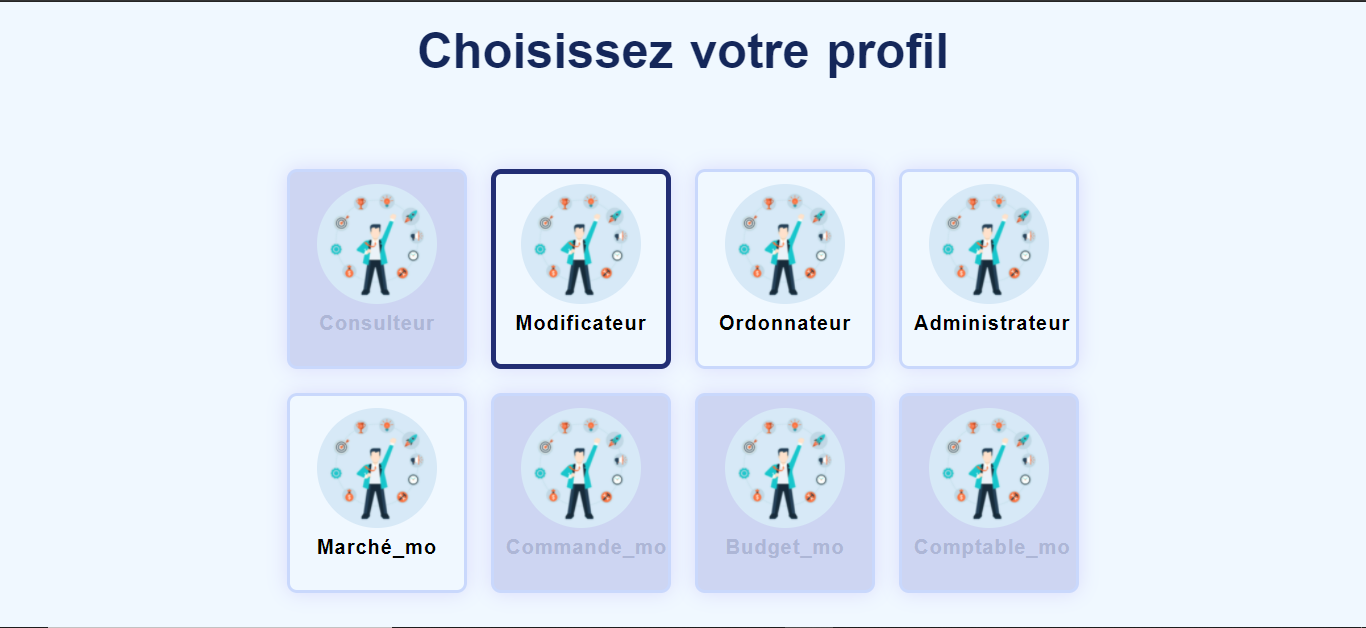 Choisissez votre profil
Consulteur
Modificateur
Ordonnateur
Administrateur
Marché_mo
Commande_mo
Budget_mo
Comptable_mo